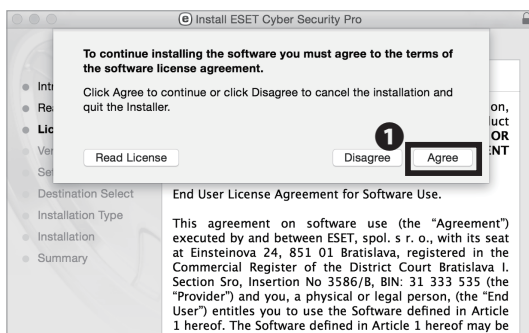 Install ESET Cyber Security Pro
To continue installing the software you must agree to the terms of
the software license agreement.
Click Agree to continue or click Disagree to cancel the installation and
quit the Installer.
1
Read License
Disagree
Agree
Destination Select
Installation Type
Installation
Summary
on,
OR
End User License Agreement for Software Use.
This agreement on software use (the “Agreement”)
executed by and between ESET, spol. s r. o., with its seat
at Einsteinova 24, 851 01 Bratislava, registered in the
Commercial Register of the District Court Bratislava I.
Section Sro, Insertion No 3586/B, BIN: 31 333 535 (the
“Provider”) and you, a physical or legal person, (the “End
User”) entitles you to use the Software defined in Article
1 hereof. The Software defined in Article 1 hereof may be